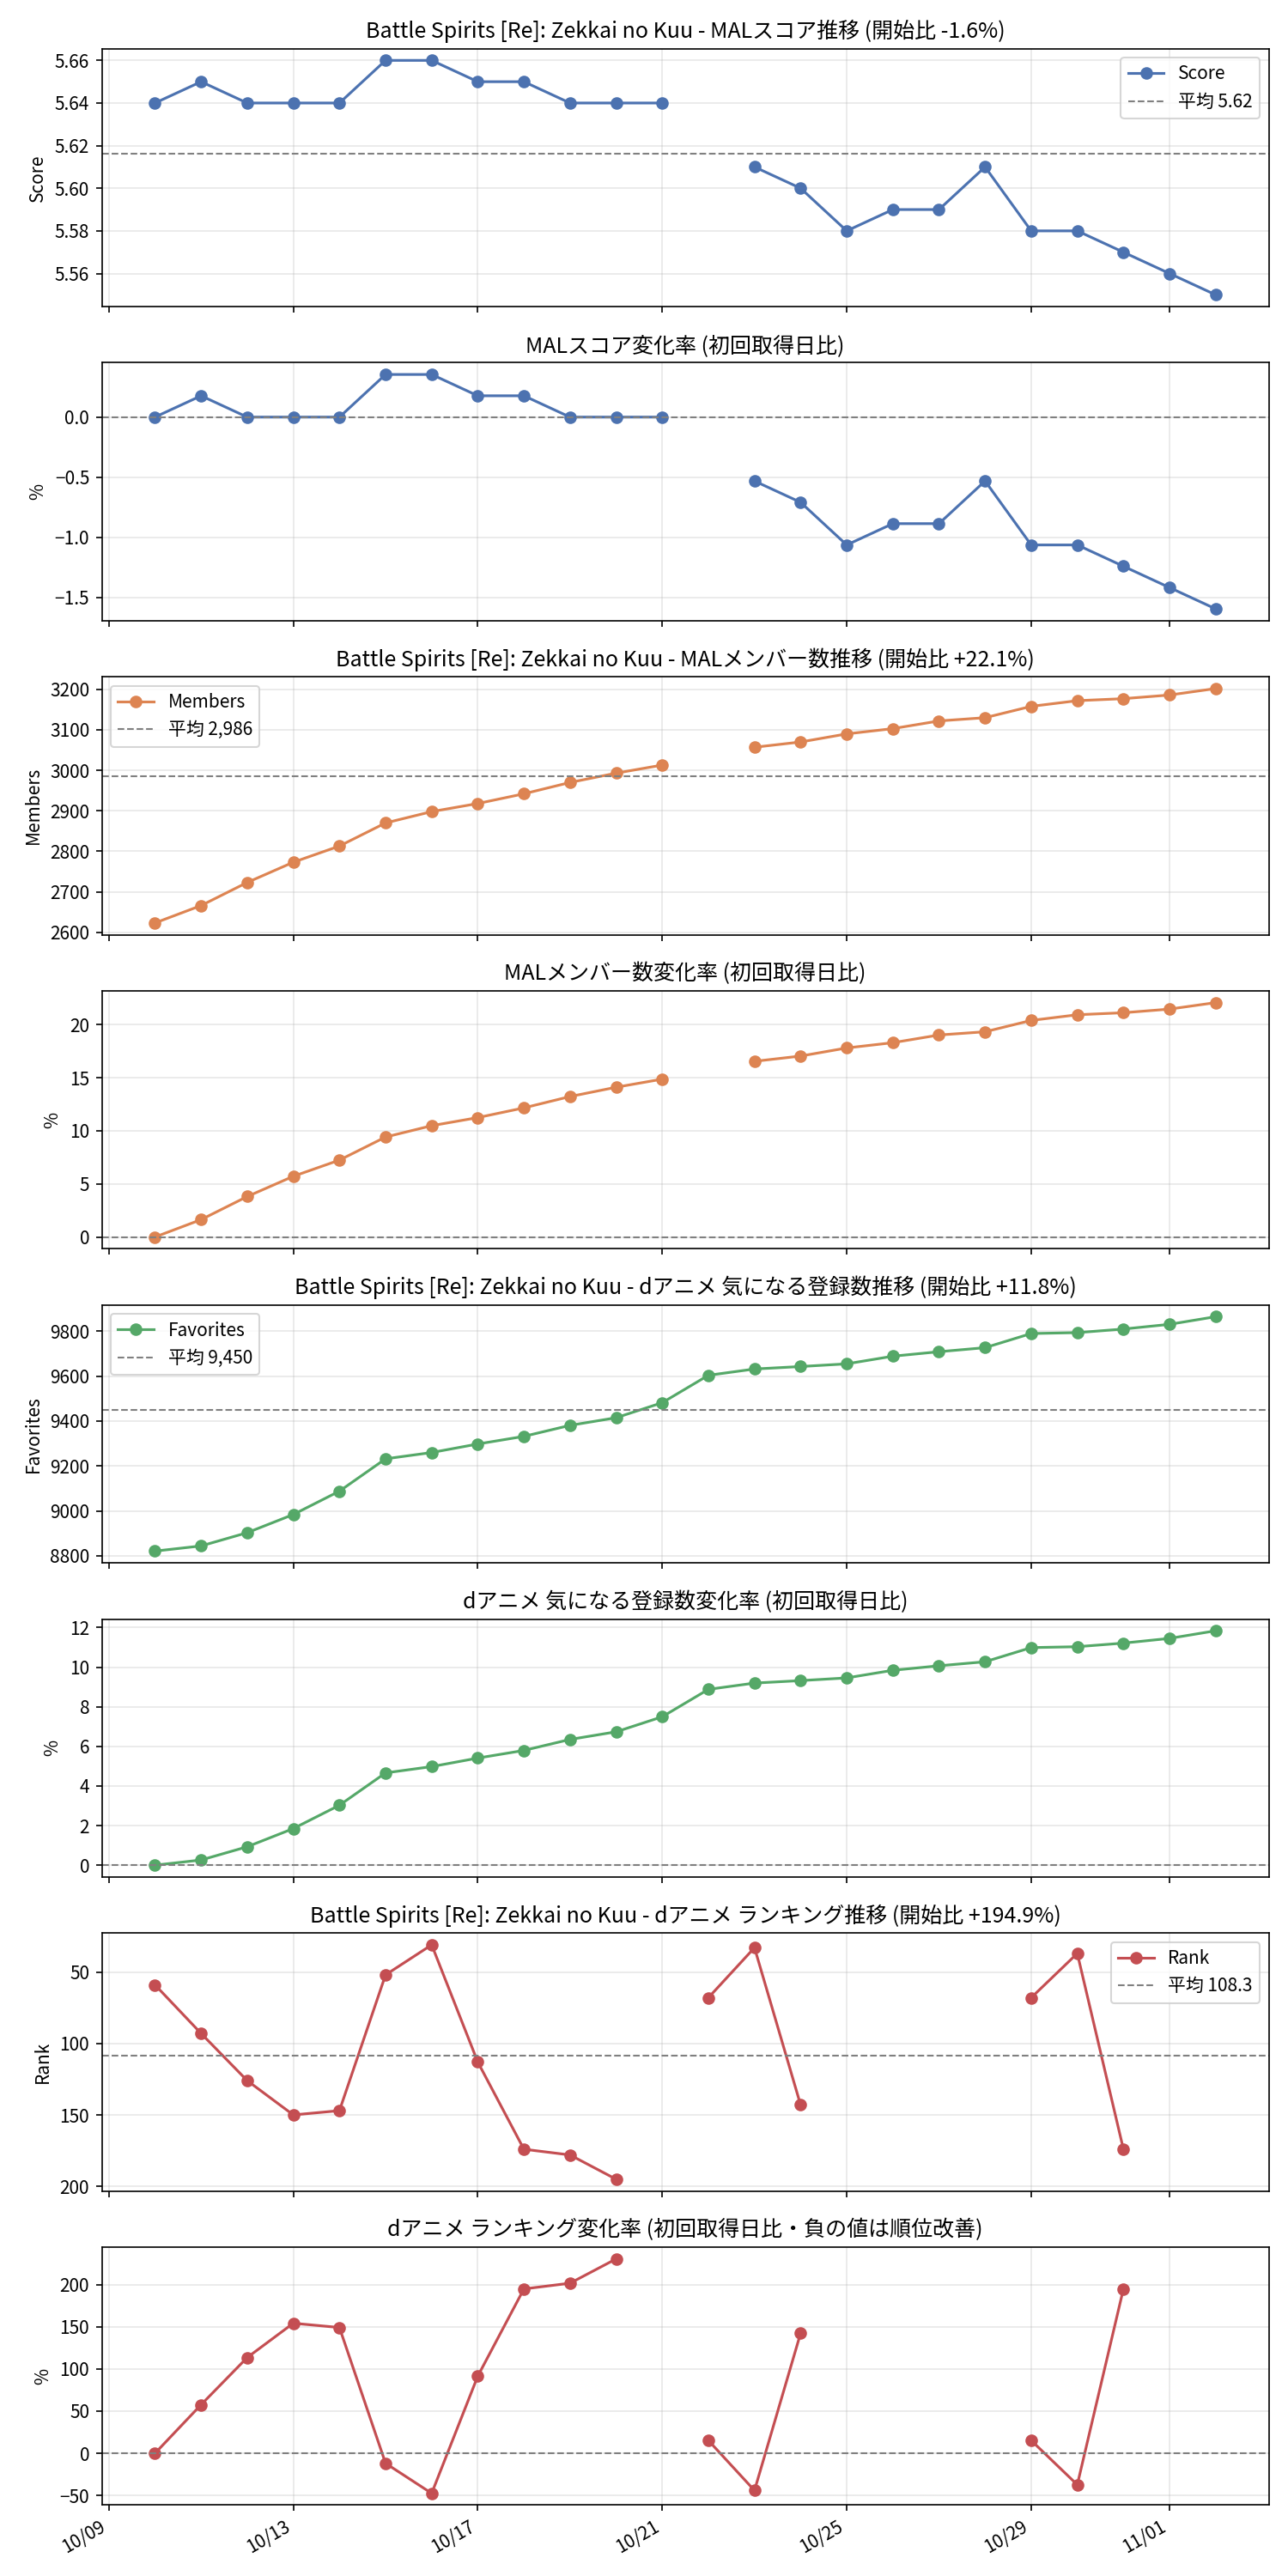 Battle Spirits [Re]: Zekkai no Kuu - MALスコア推移 (開始比 -1.6%)
5.66
5.64
5.62
5.60
5.58
5.56
Score
Score
平均 5.62
MALスコア変化率 (初回取得日比)
0.0
−0.5
−1.0
−1.5
%
Battle Spirits [Re]: Zekkai no Kuu - MALメンバー数推移 (開始比 +22.1%)
3200
3100
3000
2900
2800
2700
2600
Members
Members
平均 2,986
MALメンバー数変化率 (初回取得日比)
20
15
10
5
0
%
Battle Spirits [Re]: Zekkai no Kuu - dアニメ 気になる登録数推移 (開始比 +11.8%)
9800
9600
9400
9200
9000
8800
Favorites
Favorites
平均 9,450
dアニメ 気になる登録数変化率 (初回取得日比)
12
10
8
6
4
2
0
%
Battle Spirits [Re]: Zekkai no Kuu - dアニメ ランキング推移 (開始比 +194.9%)
50
100
150
200
Rank
Rank
平均 108.3
dアニメ ランキング変化率 (初回取得日比・負の値は順位改善)
200
150
100
50
0
−50
%
10/09
10/13
10/17
10/21
10/25
10/29
11/01